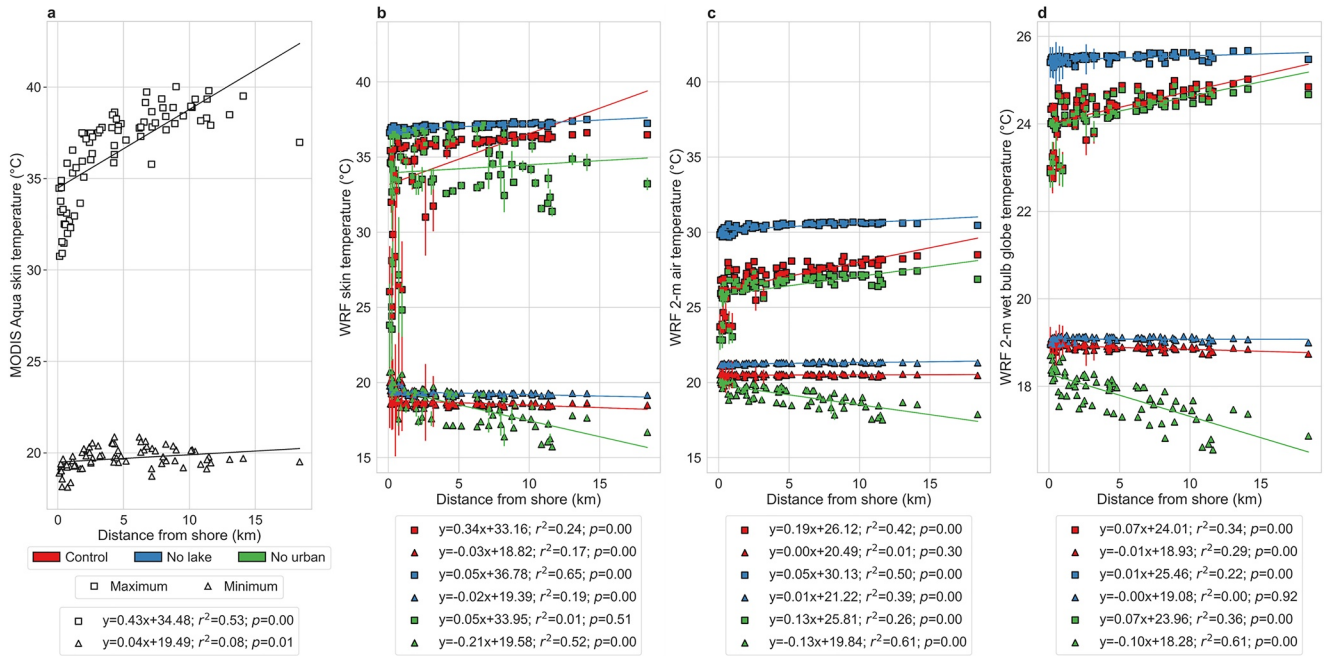 a
MODIS Aqua skin temperature (°C)
40
35
30
25
20
0 5 10 15
Distance from shore (km)
Control No lake No urban
Maximum Minimum
y=0.43x+34.48; r²=0.53; p=0.00
y=0.04x+19.49; r²=0.08; p=0.01
b
WRF skin temperature (°C)
40
35
30
25
20
15
0 5 10 15
Distance from shore (km)
y=0.34x+33.16; r²=0.24; p=0.00
y=-0.03x+18.82; r²=0.17; p=0.00
y=0.05x+36.78; r²=0.65; p=0.00
y=-0.02x+19.39; r²=0.19; p=0.00
y=0.05x+33.95; r²=0.01; p=0.51
y=-0.21x+19.58; r²=0.52; p=0.00
c
WRF 2-m air temperature (°C)
40
35
30
25
20
15
0 5 10 15
Distance from shore (km)
y=0.19x+26.12; r²=0.42; p=0.00
y=0.00x+20.49; r²=0.01; p=0.30
y=0.05x+30.13; r²=0.50; p=0.00
y=0.01x+21.22; r²=0.39; p=0.00
y=0.13x+25.81; r²=0.26; p=0.00
y=-0.13x+19.84; r²=0.61; p=0.00
d
WRF 2-m wet bulb globe temperature (°C)
26
24
22
20
18
0 5 10 15
Distance from shore (km)
y=0.07x+24.01; r²=0.34; p=0.00
y=-0.01x+18.93; r²=0.29; p=0.00
y=0.01x+25.46; r²=0.22; p=0.00
y=-0.00x+19.08; r²=0.00; p=0.92
y=0.07x+23.96; r²=0.36; p=0.00
y=-0.10x+18.28; r²=0.61; p=0.00